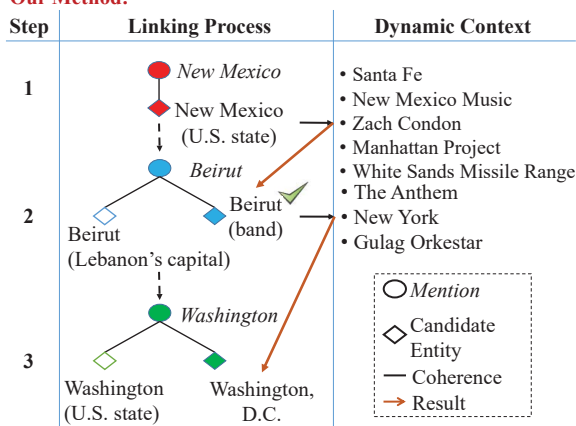 Our Method:
Step Linking Process Dynamic Context
1
New Mexico
New Mexico
(U.S. state)
• Santa Fe
• New Mexico Music
• Zach Condon
• Manhattan Project
• White Sands Missile Range
2
Beirut
Beirut
(Lebanon's capital)
Beirut
(band)
• The Anthem
• New York
• Gulag Orkestar
3
Washington
Washington
(U.S. state)
Washington,
D.C.
Mention
Candidate
Entity
Coherence
Result